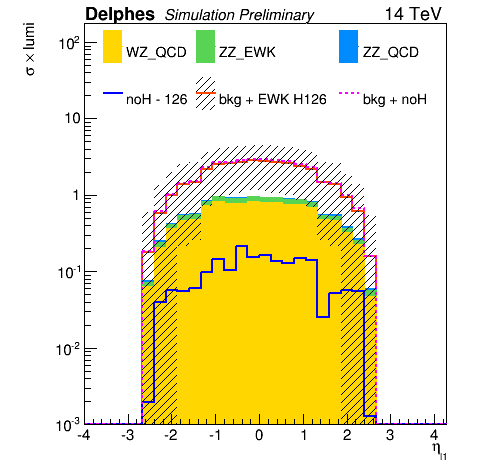 Delphes Simulation Preliminary 14 TeV
σ × lumi
WZ_QCD ZZ_EWK ZZ_QCD
noH - 126 bkg + EWK H126 bkg + noH
10²
10
1
10⁻¹
10⁻²
10⁻³
-4 -3 -2 -1 0 1 2 3 4
η_l1